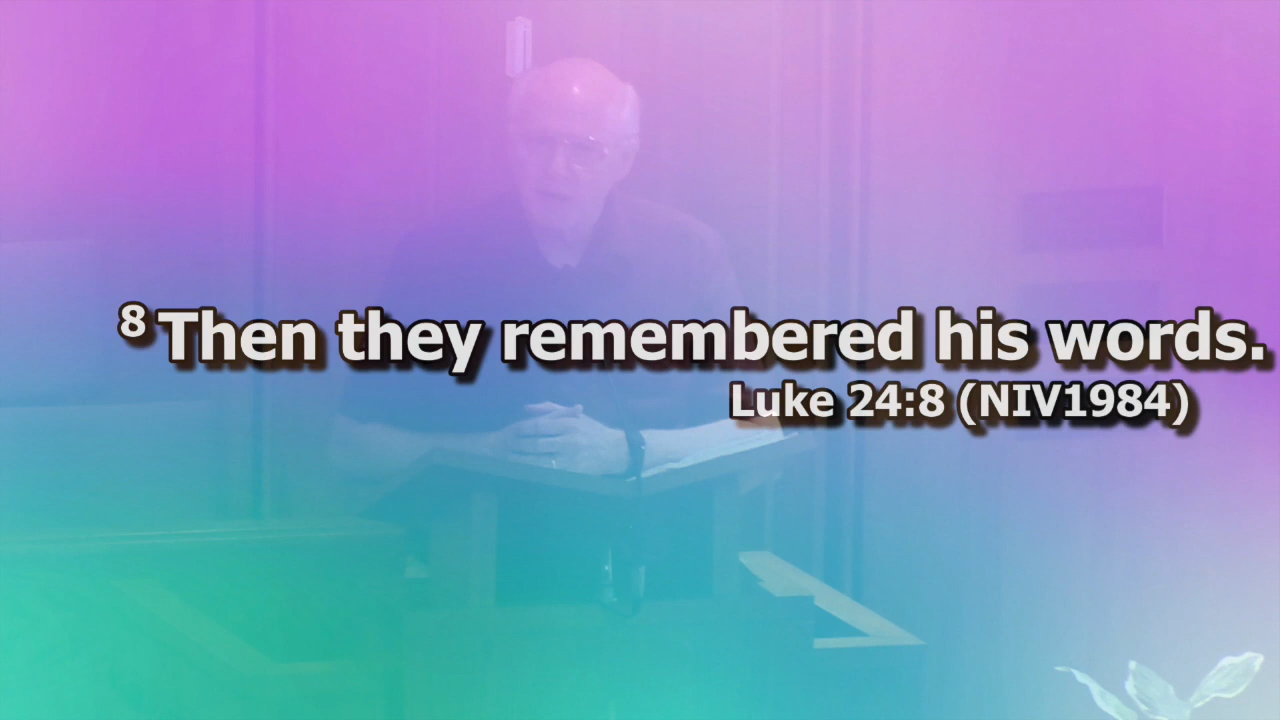 8 Then they remembered his words.
Luke 24:8 (NIV1984)